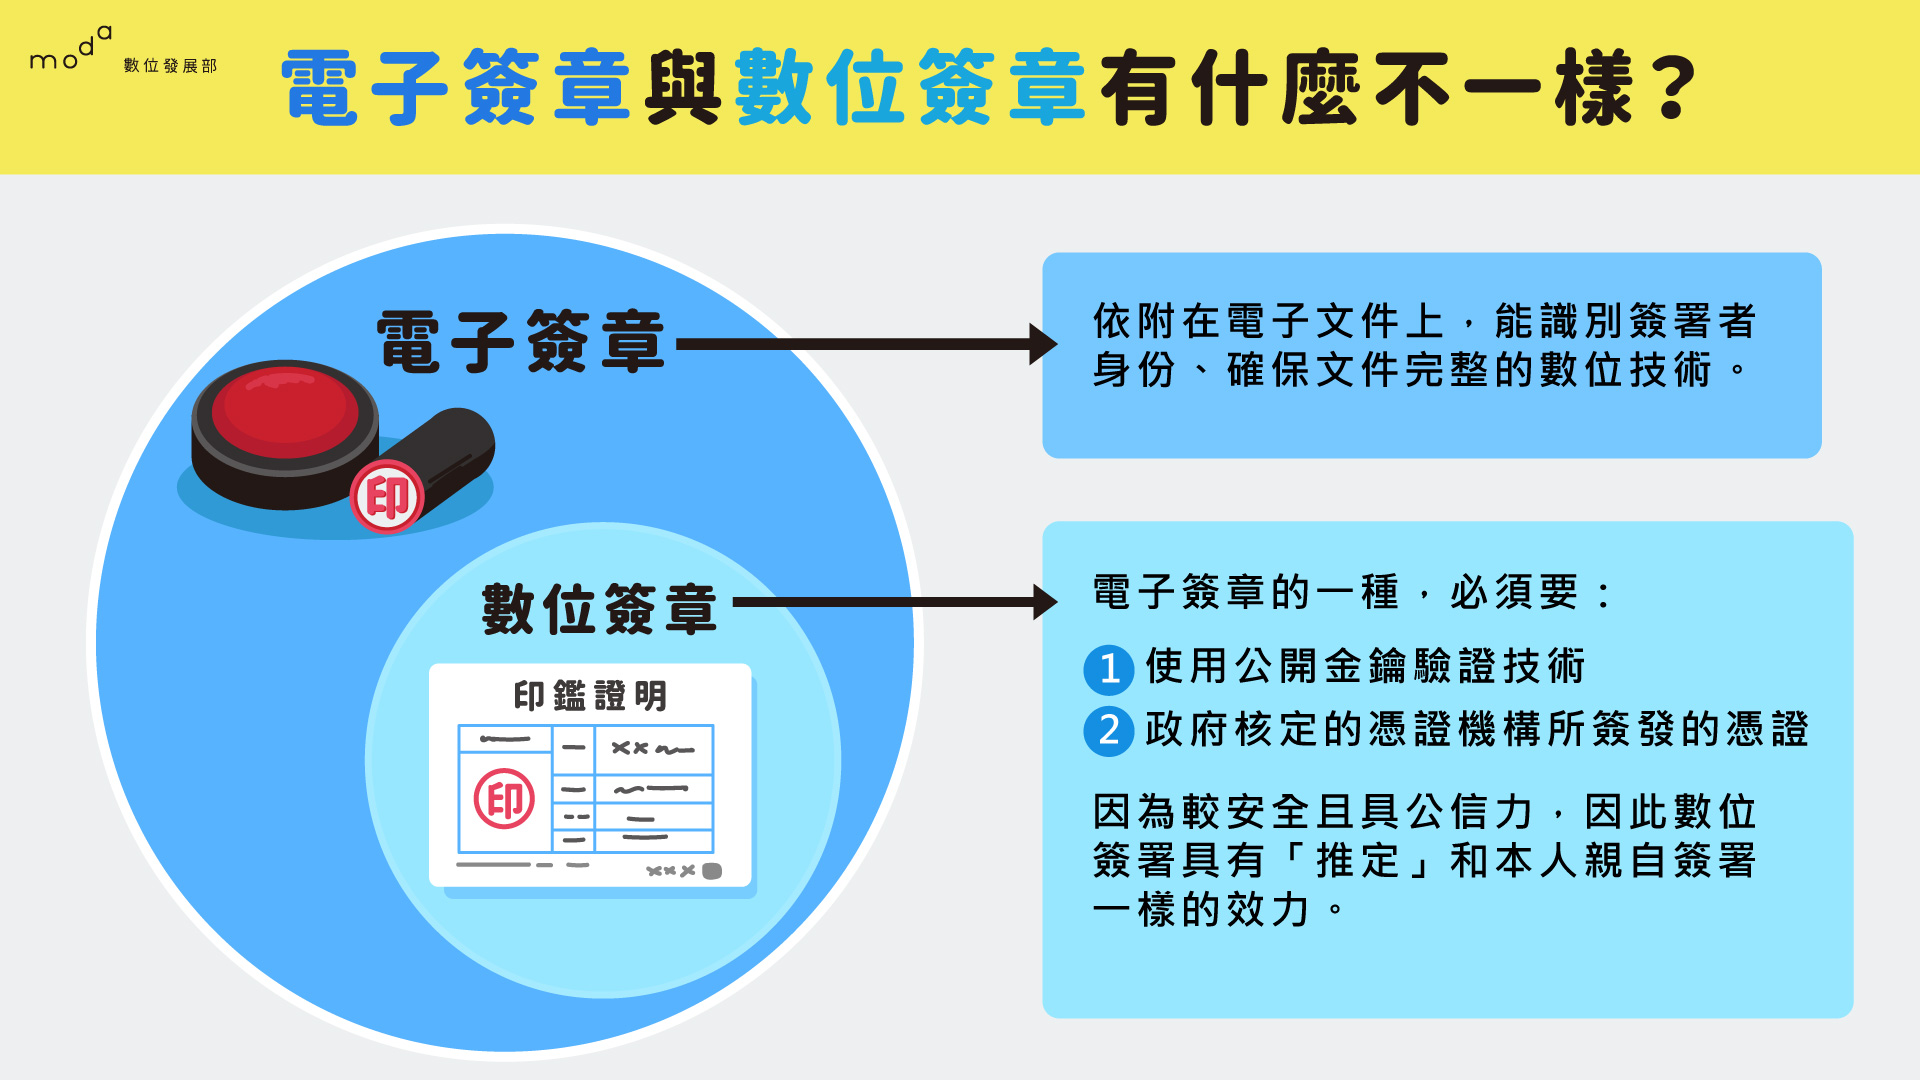 moda 數位發展部
電子簽章與數位簽章有什麼不一樣?
電子簽章
依附在電子文件上，能識別簽署者
身份、確保文件完整的數位技術。
印
數位簽章
印鑑證明
印
電子簽章的一種，必須要：
1 使用公開金鑰驗證技術
2 政府核定的憑證機構所簽發的憑證
因為較安全且具公信力，因此數位
簽署具有「推定」和本人親自簽署
一樣的效力。